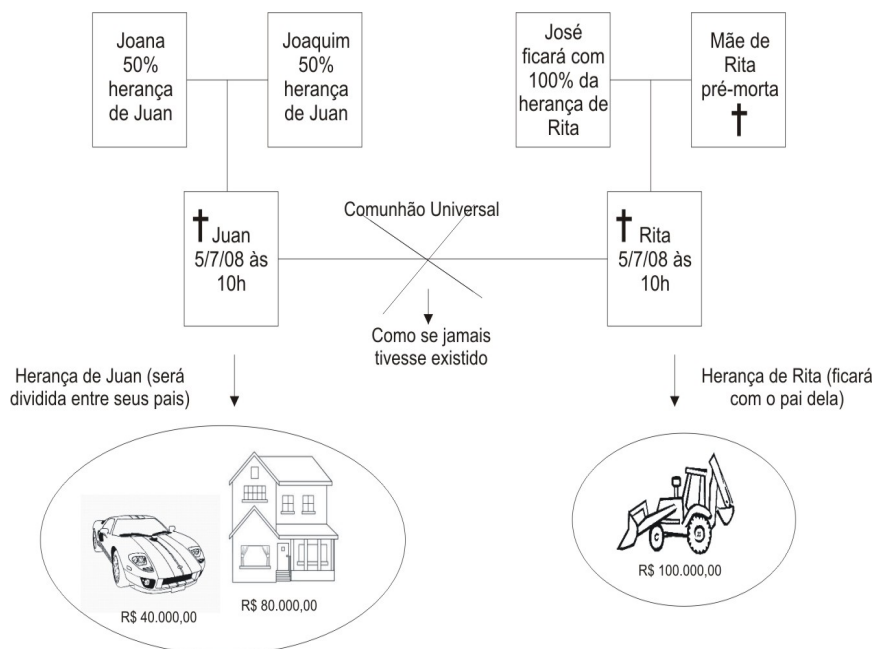 Joana
50%
herança
de Juan
Joaquim
50%
herança
de Juan
José
ficará com
100% da
herança de
Rita
Mãe de
Rita
pré-morta
Juan
5/7/08 às
10h
Comunhão Universal
Rita
5/7/08 às
10h
Como se jamais
tivesse existido
Herança de Juan (será
dividida entre seus pais)
Herança de Rita (ficará
com o pai dela)
R$ 40.000,00
R$ 80.000,00
R$ 100.000,00